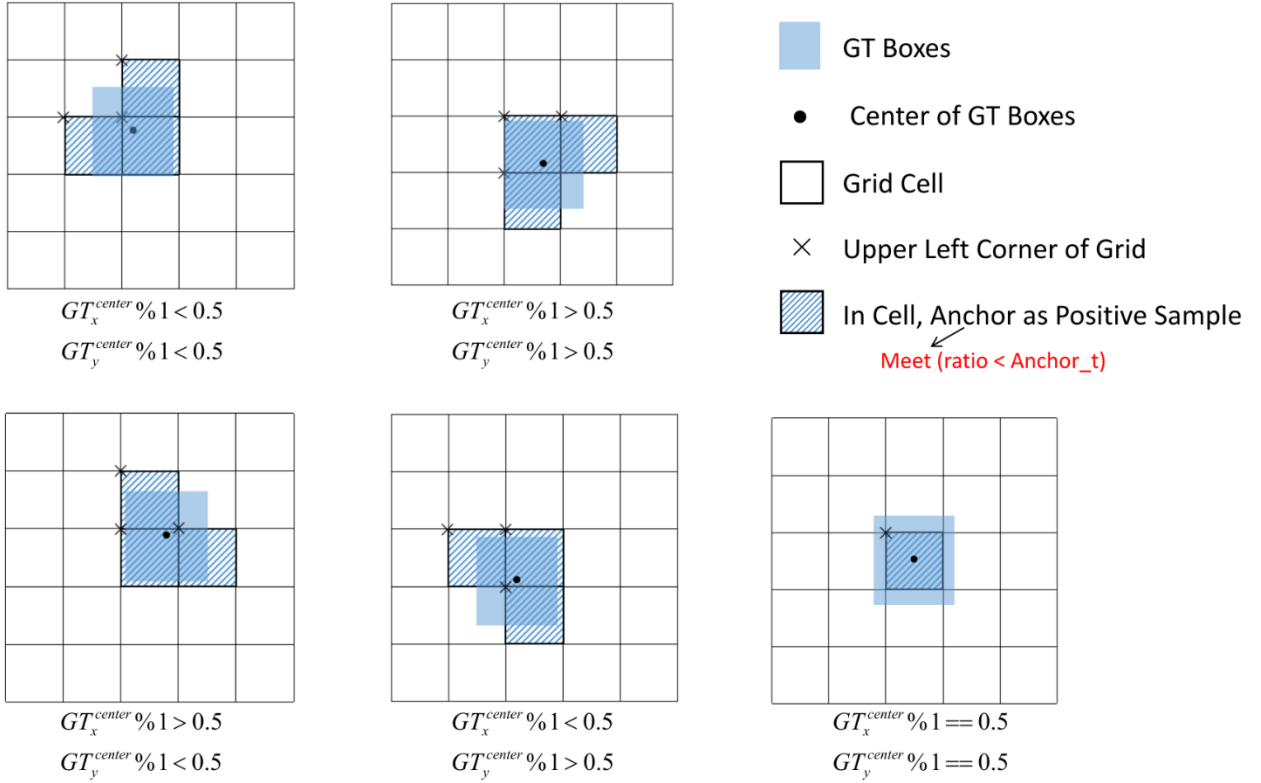 GT Boxes
Center of GT Boxes
Grid Cell
Upper Left Corner of Grid
In Cell, Anchor as Positive Sample
Meet (ratio < Anchor_t)
GT_x^center %1 < 0.5
GT_y^center %1 < 0.5
GT_x^center %1 > 0.5
GT_y^center %1 > 0.5
GT_x^center %1 > 0.5
GT_y^center %1 < 0.5
GT_x^center %1 < 0.5
GT_y^center %1 > 0.5
GT_x^center %1 == 0.5
GT_y^center %1 == 0.5